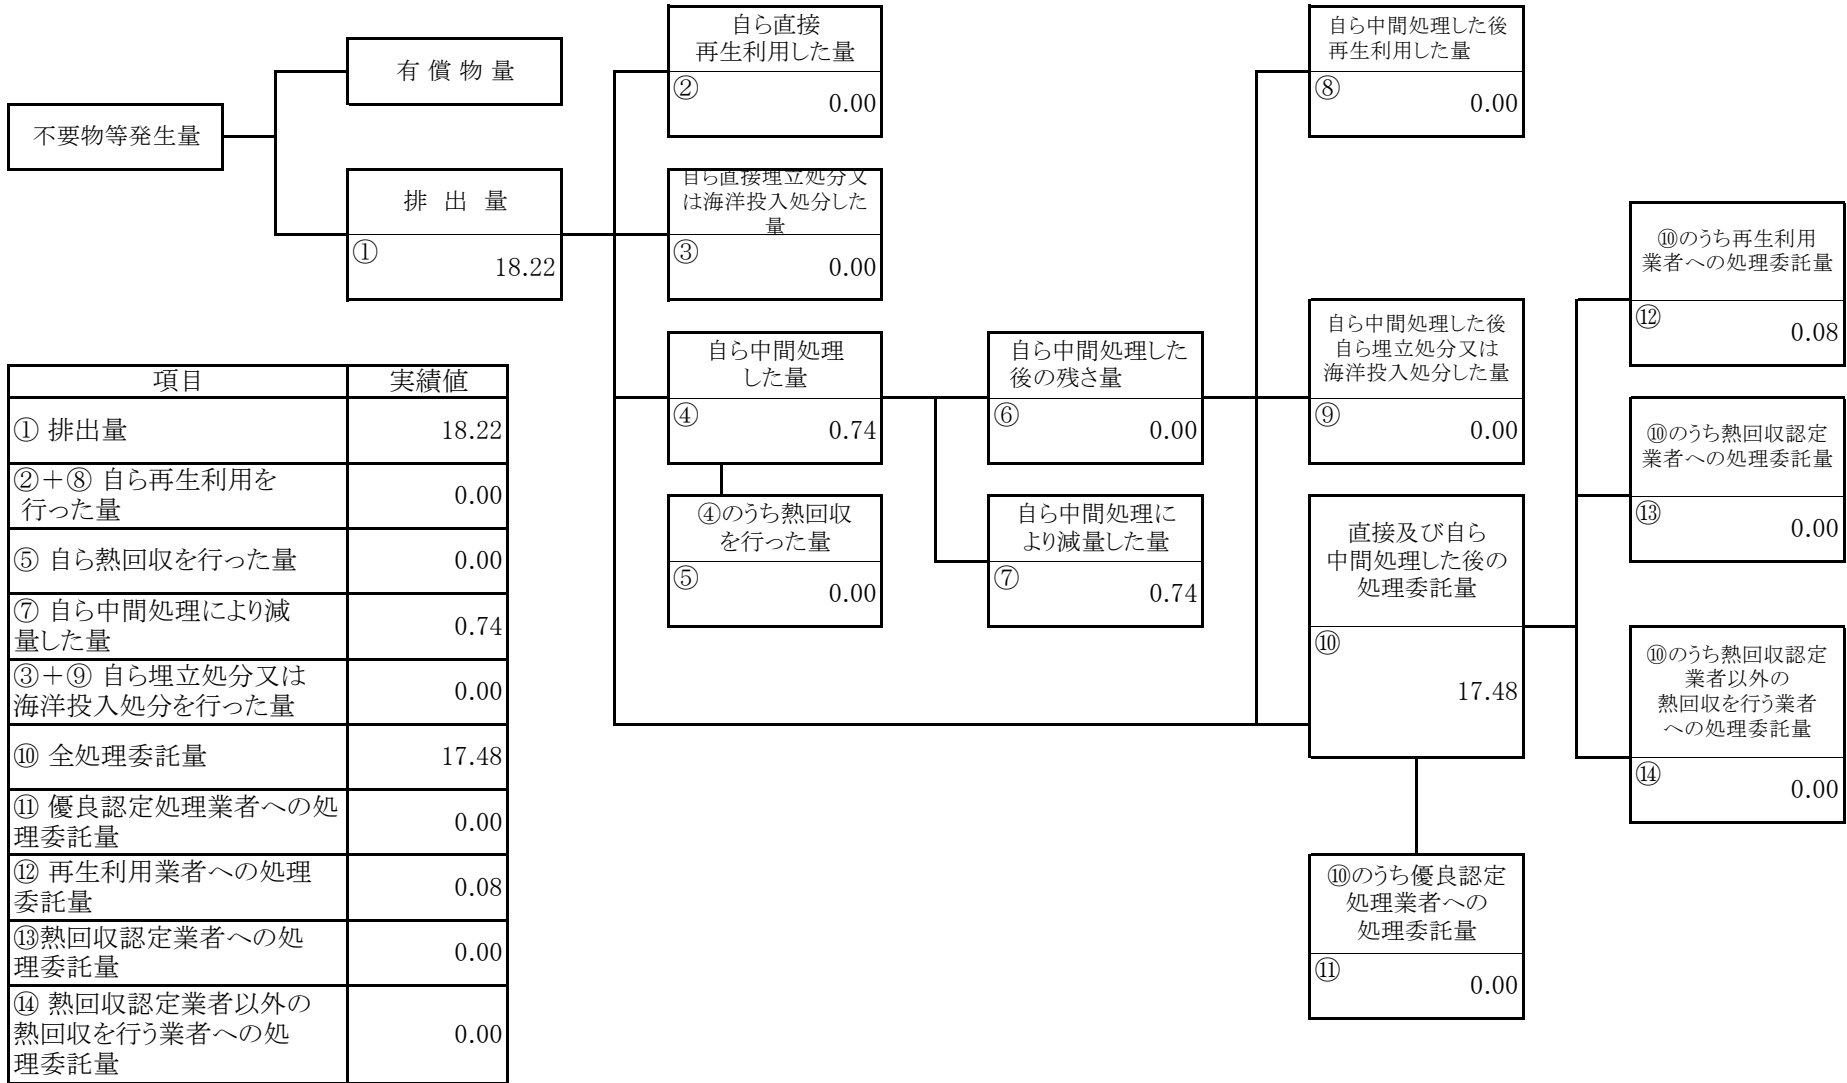 不要物等発生量
有 償 物 量
排 出 量
①
18.22
自ら直接
再生利用した量
②
0.00
自ら直接埋立処分又
は海洋投入処分した
量
③
0.00
自ら中間処理
した量
④
0.74
④のうち熱回収
を行った量
⑤
0.00
自ら中間処理した
後の残さ量
⑥
0.00
自ら中間処理に
より減量した量
⑦
0.74
自ら中間処理した後
再生利用した量
⑧
0.00
自ら中間処理した後
自ら埋立処分又は
海洋投入処分した量
⑨
0.00
直接及び自ら
中間処理した後の
処理委託量
⑩
17.48
⑩のうち優良認定
処理業者への
処理委託量
⑪
0.00
⑩のうち再生利用
業者への処理委託量
⑫
0.08
⑩のうち熱回収認定
業者への処理委託量
⑬
0.00
⑩のうち熱回収認定
業者以外の
熱回収を行う業者
への処理委託量
⑭
0.00
項目 実績値
① 排出量 18.22
②＋⑧ 自ら再生利用を
行った量
0.00
⑤ 自ら熱回収を行った量 0.00
⑦ 自ら中間処理により減
量した量
0.74
③＋⑨ 自ら埋立処分又は
海洋投入処分を行った量
0.00
⑩ 全処理委託量 17.48
⑪ 優良認定処理業者への処
理委託量
0.00
⑫ 再生利用業者への処理
委託量
0.08
⑬熱回収認定業者への処
理委託量
0.00
⑭ 熱回収認定業者以外の
熱回収を行う業者への処
理委託量
0.00